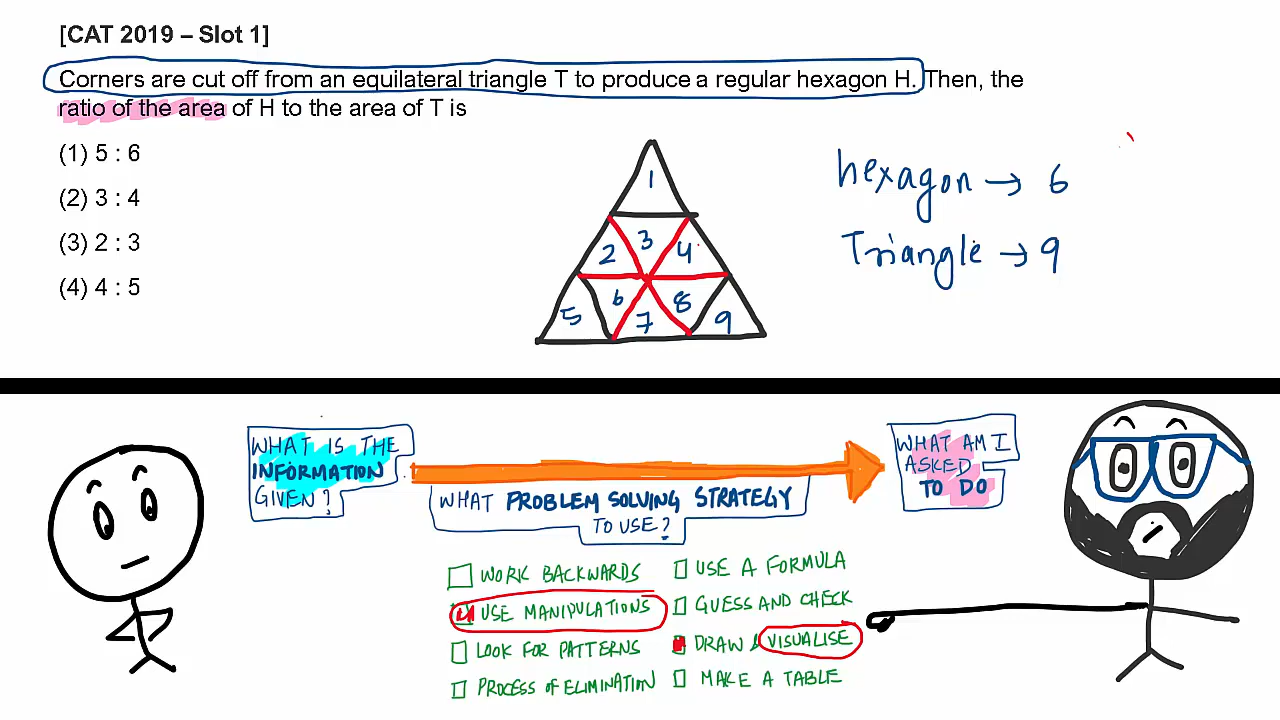 [CAT 2019 – Slot 1]
Corners are cut off from an equilateral triangle T to produce a regular hexagon H. Then, the
ratio of the area of H to the area of T is
(1) 5 : 6
(2) 3 : 4
(3) 2 : 3
(4) 4 : 5
1
2 3 4
5 6 7 8 9
hexagon → 6
Triangle → 9
WHAT IS THE
INFORMATION
GIVEN?
WHAT PROBLEM SOLVING STRATEGY
TO USE?
WHAT AM I
ASKED
TO DO
WORK BACKWARDS
USE MANIPULATIONS
LOOK FOR PATTERNS
PROCESS OF ELIMINATION
USE A FORMULA
GUESS AND CHECK
DRAW & VISUALISE
MAKE A TABLE